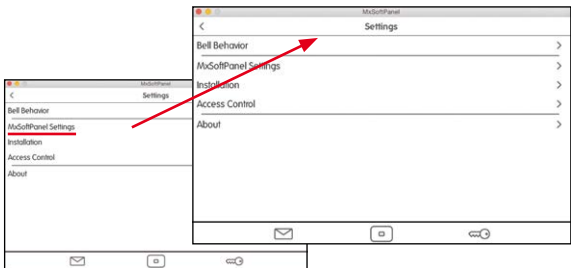 MxSoftPanel
Settings
Bell Behavior
MxSoftPanel Settings
Installation
Access Control
About
MxSoftPanel
Settings
Bell Behavior
MxSoftPanel Settings
Installation
Access Control
About